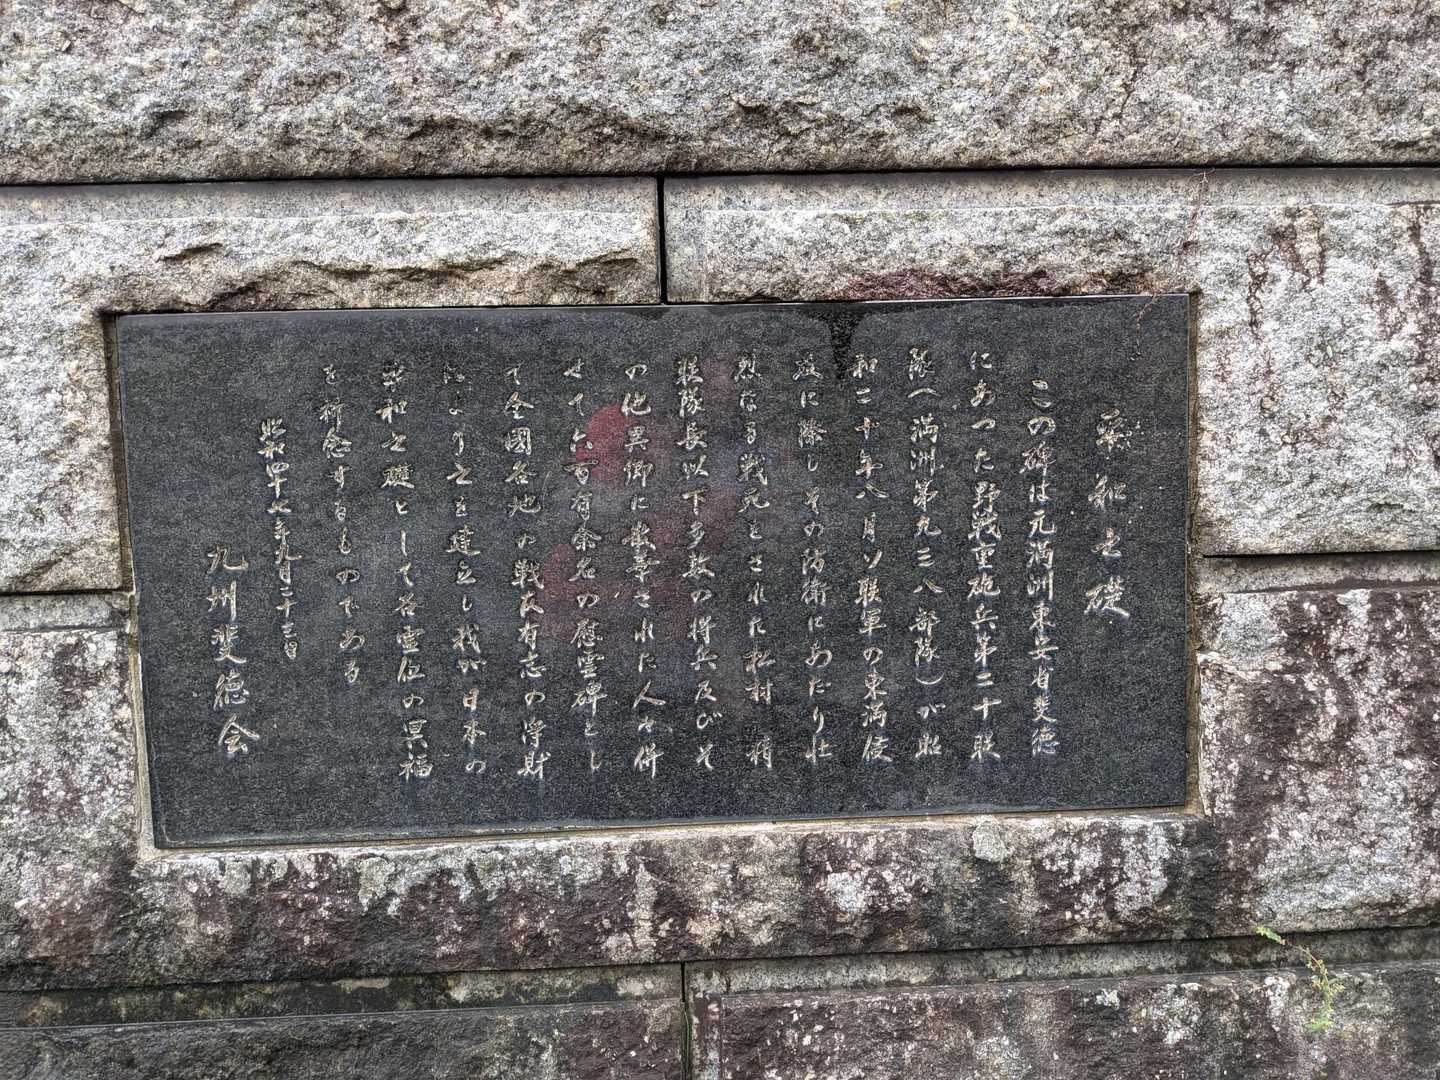 平和之礎
この碑は元満洲東安省斐徳
にあつた野戦重砲兵第二十聨
隊(満洲第九三八部隊)が昭
和二十年八月ソ聨軍の東満侵
攻に際しその防衛にあたり壮
烈なる戦死をされた松村 精
聨隊長以下多数の将兵及びそ
の他異郷に散華された人々併
せて六百有余名の慰霊碑とし
て全國各地の戦友有志の浄財
により之を建立し我が日本の
平和之礎として各霊位の冥福
を祈念するものである
昭和四十七年九月二十三日
九州斐徳会